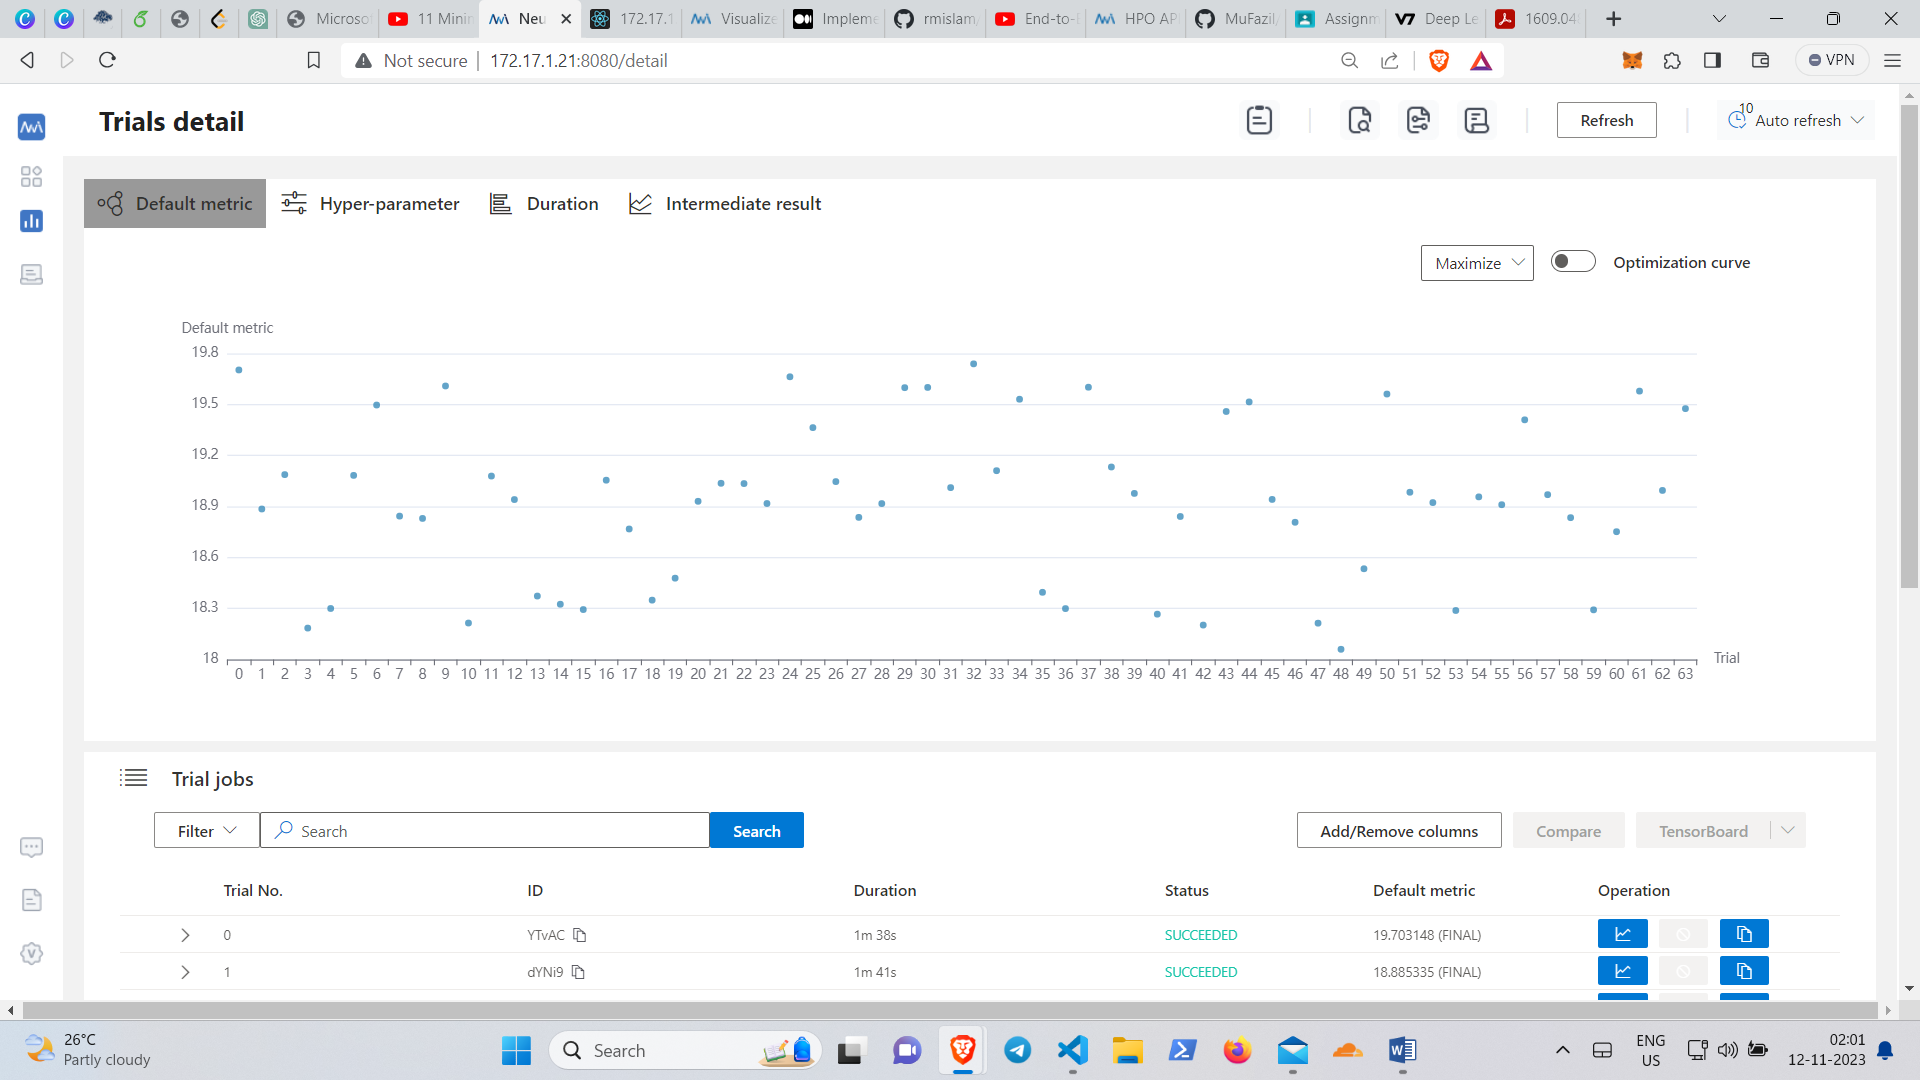 Microso
11 Minin
Neu
172.17.1
Visualize
Impleme
rmislam/
End-to-E
HPO AP
MuFazil/
Assignm
Deep Le
1609.04
Not secure
172.17.1.21:8080/detail
VPN
Trials detail
Refresh
10
Auto refresh
Default metric
Hyper-parameter
Duration
Intermediate result
Maximize
Optimization curve
Default metric
19.8
19.5
19.2
18.9
18.6
18.3
18
Trial
0 1 2 3 4 5 6 7 8 9 10 11 12 13 14 15 16 17 18 19 20 21 22 23 24 25 26 27 28 29 30 31 32 33 34 35 36 37 38 39 40 41 42 43 44 45 46 47 48 49 50 51 52 53 54 55 56 57 58 59 60 61 62 63
Trial jobs
Filter
Search
Search
Add/Remove columns
Compare
TensorBoard
Trial No. ID Duration Status Default metric Operation
0 YTvAC 1m 38s SUCCEEDED 19.703148 (FINAL)
1 dYNi9 1m 41s SUCCEEDED 18.885335 (FINAL)
26°C
Partly cloudy
Search
ENG
US
02:01
12-11-2023